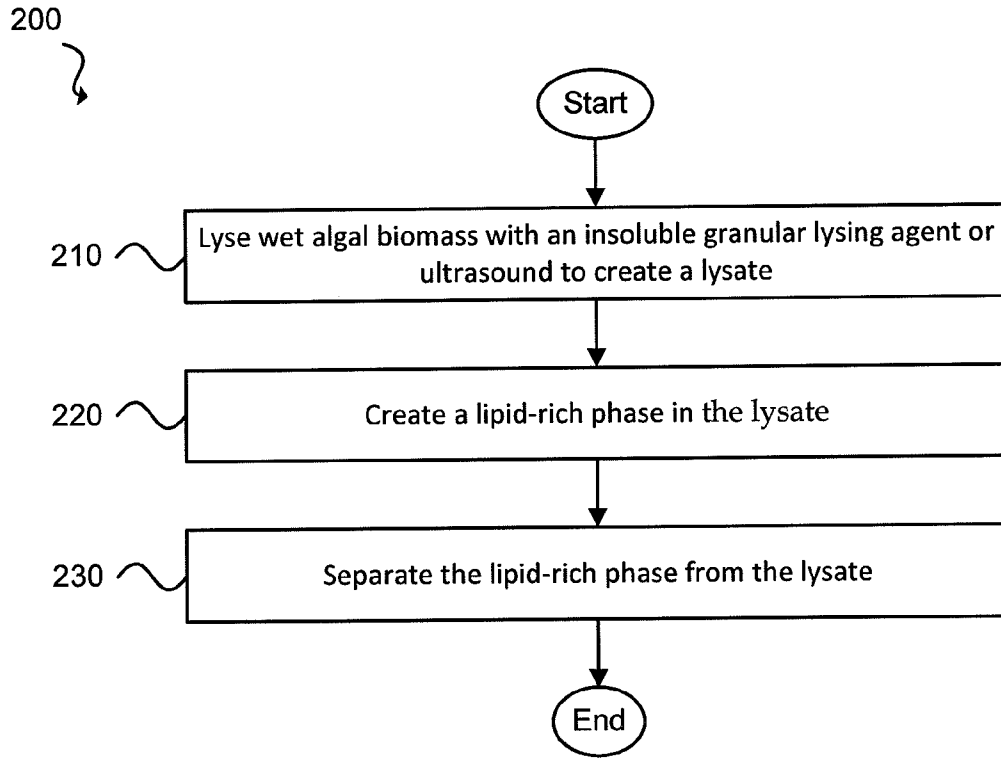 200
Start
210
Lyse wet algal biomass with an insoluble granular lysing agent or
ultrasound to create a lysate
220
Create a lipid-rich phase in the lysate
230
Separate the lipid-rich phase from the lysate
End